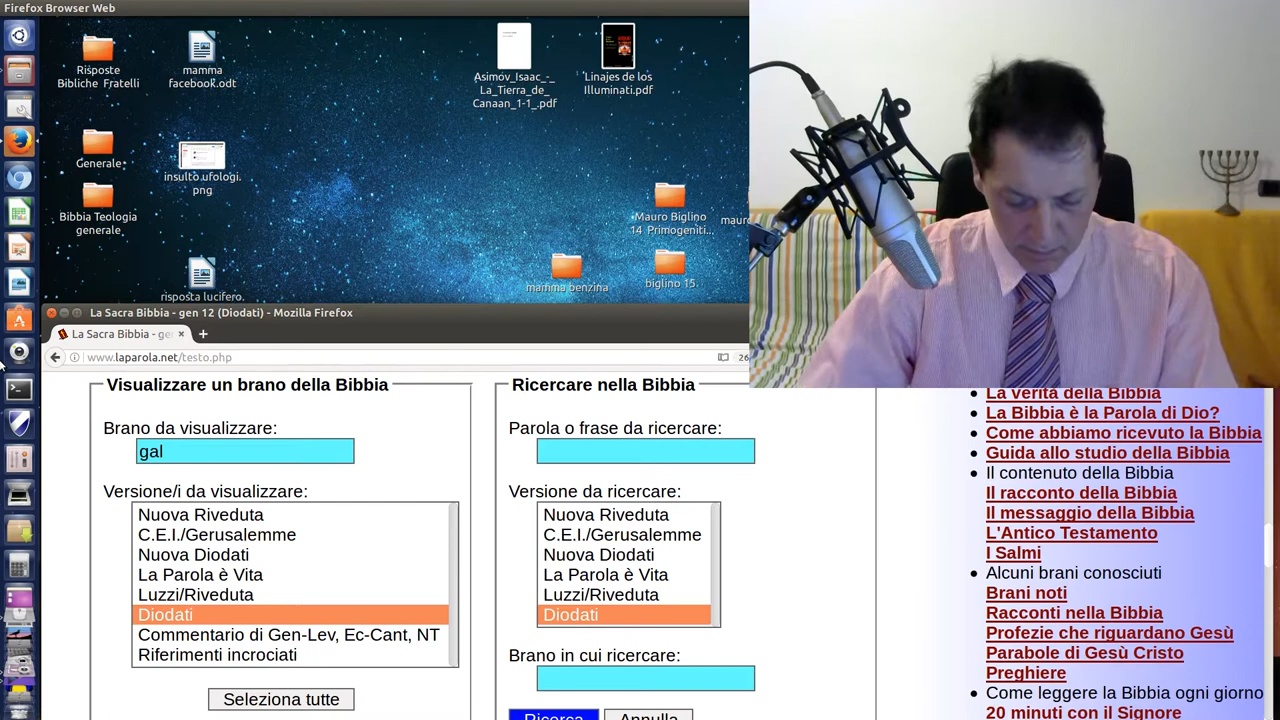 Firefox Browser Web
Risposte
Bibliche Fratelli
mamma
facebook.odt
Asimov_Isaac_-_
La_Tierra_de_
Canaan_1-1_.pdf
Linajes de los
Illuminati.pdf
Generale
insulto ufologi.
png
Bibbia Teologia
generale
Mauro Biglino
14 Primogeniti...
mauro
risposta lucifero.
mamma benzina
biglino 15.
La Sacra Bibbia - gen 12 (Diodati) - Mozilla Firefox
La Sacra Bibbia - ge
www.laparola.net/testo.php
26
Visualizzare un brano della Bibbia
Brano da visualizzare:
gal
Versione/i da visualizzare:
Nuova Riveduta
C.E.I./Gerusalemme
Nuova Diodati
La Parola è Vita
Luzzi/Riveduta
Diodati
Commentario di Gen-Lev, Ec-Cant, NT
Riferimenti incrociati
Seleziona tutte
Ricercare nella Bibbia
Parola o frase da ricercare:
Versione da ricercare:
Nuova Riveduta
C.E.I./Gerusalemme
Nuova Diodati
La Parola è Vita
Luzzi/Riveduta
Diodati
Brano in cui ricercare:
Ricerca
Annulla
La verità della Bibbia
La Bibbia è la Parola di Dio?
Come abbiamo ricevuto la Bibbia
Guida allo studio della Bibbia
Il contenuto della Bibbia
Il racconto della Bibbia
Il messaggio della Bibbia
L'Antico Testamento
I Salmi
Alcuni brani conosciuti
Brani noti
Racconti nella Bibbia
Profezie che riguardano Gesù
Parabole di Gesù Cristo
Preghiere
Come leggere la Bibbia ogni giorno
20 minuti con il Signore